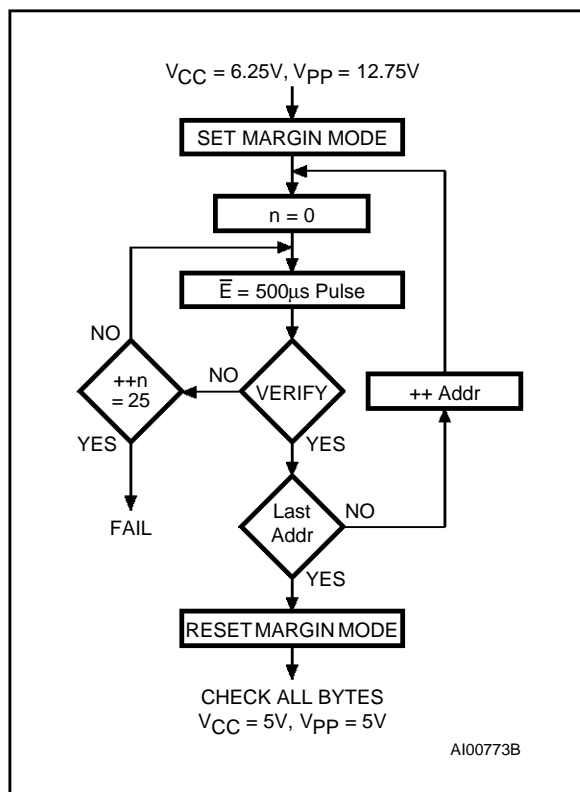 VCC = 6.25V, VPP = 12.75V
SET MARGIN MODE
n = 0
E̅ = 500µs Pulse
NO
++n
= 25
NO
VERIFY
++ Addr
YES
YES
FAIL
Last
Addr
NO
YES
RESET MARGIN MODE
CHECK ALL BYTES
VCC = 5V, VPP = 5V
AI00773B